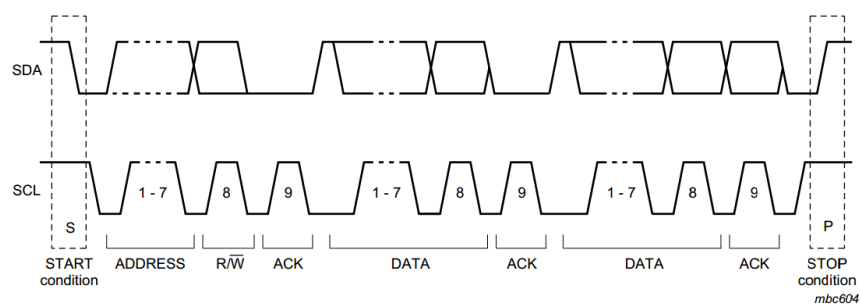 SDA
SCL
1 - 7 8 9 1 - 7 8 9 1 - 7 8 9
S P
START condition ADDRESS R/W̅ ACK DATA ACK DATA ACK STOP condition
mbc604